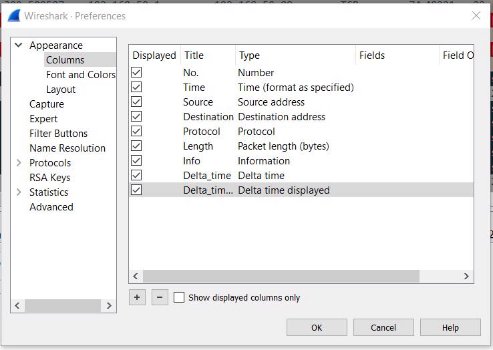 Wireshark · Preferences
Appearance
Columns
Font and Colors
Layout
Capture
Expert
Filter Buttons
Name Resolution
Protocols
RSA Keys
Statistics
Advanced
Displayed Title Type Fields Field O
No. Number
Time Time (format as specified)
Source Source address
Destination Destination address
Protocol Protocol
Length Packet length (bytes)
Info Information
Delta_time Delta time
Delta_tim... Delta time displayed
+ − Show displayed columns only
OK Cancel Help